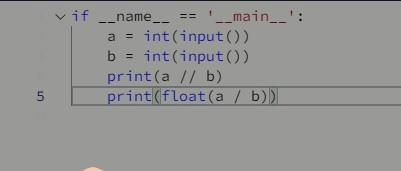 if __name__ == '__main__':
    a = int(input())
    b = int(input())
    print(a // b)
5    print(float(a / b))